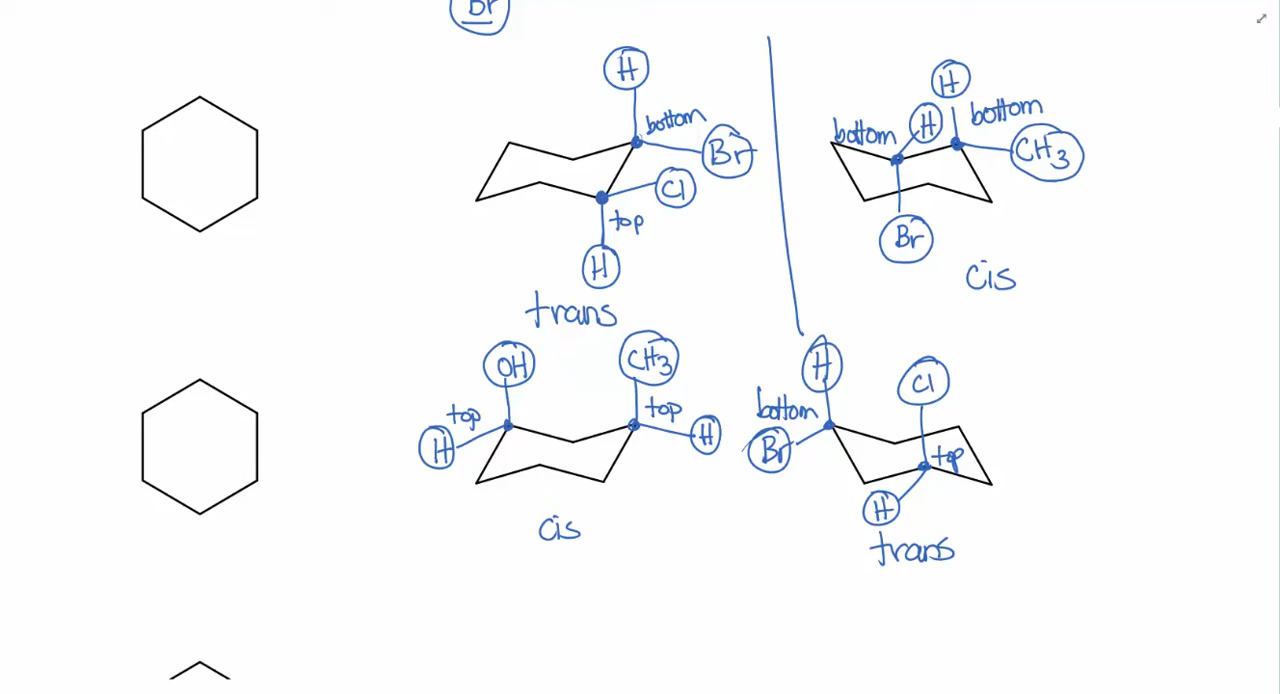 Br
H
bottom
Br
Cl
top
H
trans
H
bottom
H
bottom
CH3
Br
cis
OH
top
H
CH3
top
H
cis
H
bottom
Br
Cl
top
H
trans